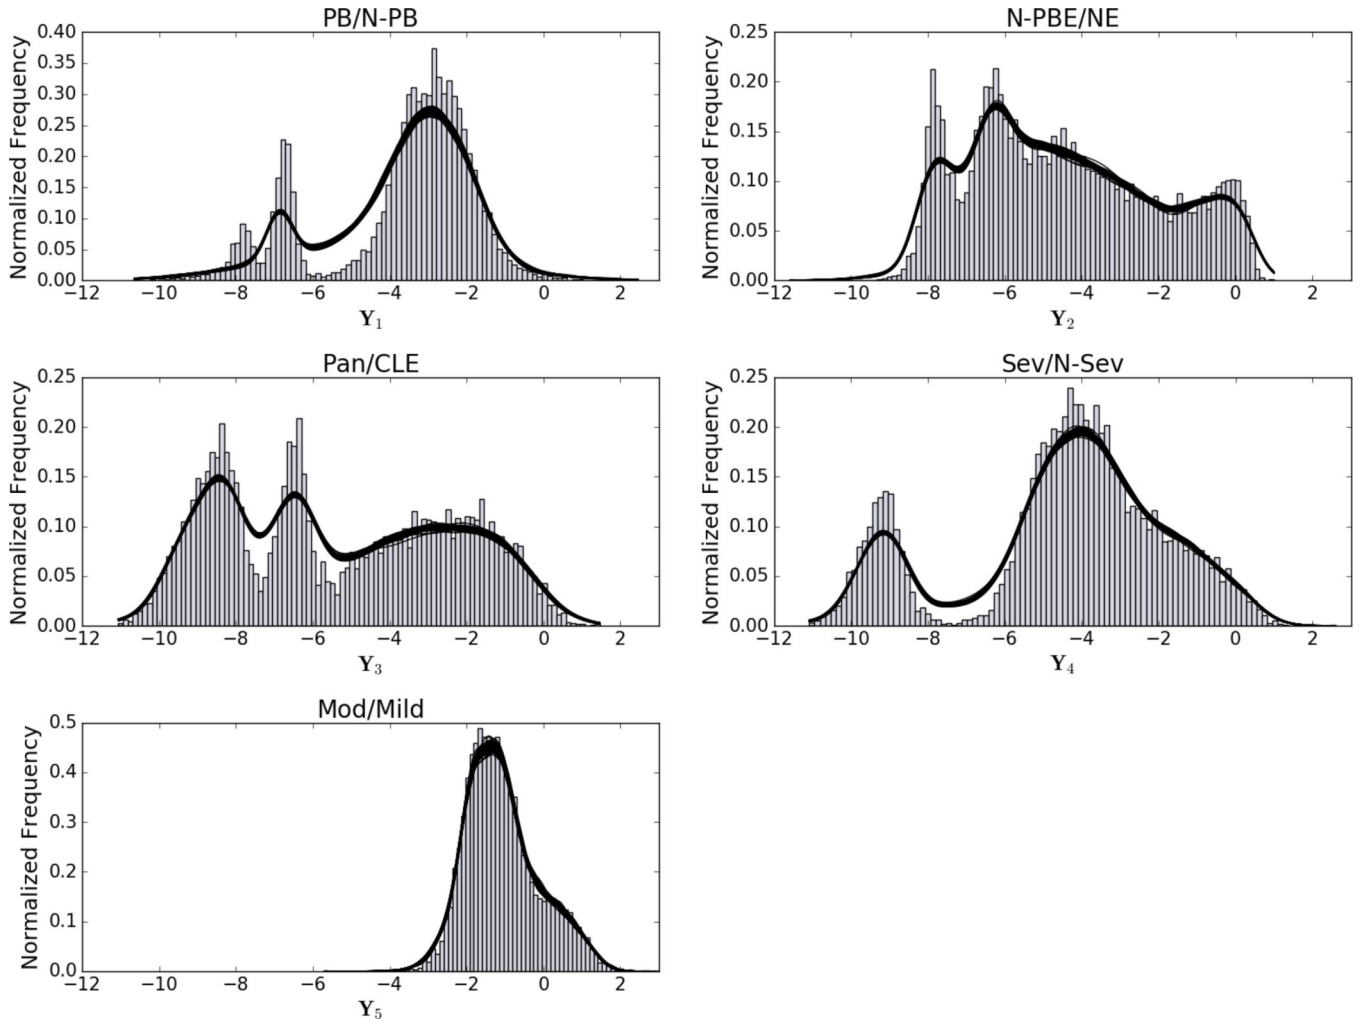 PB/N-PB
Normalized Frequency
0.40
0.35
0.30
0.25
0.20
0.15
0.10
0.05
0.00
−12 −10 −8 −6 −4 −2 0 2
Y1
N-PBE/NE
Normalized Frequency
0.25
0.20
0.15
0.10
0.05
0.00
−12 −10 −8 −6 −4 −2 0 2
Y2
Pan/CLE
Normalized Frequency
0.25
0.20
0.15
0.10
0.05
0.00
−12 −10 −8 −6 −4 −2 0 2
Y3
Sev/N-Sev
Normalized Frequency
0.25
0.20
0.15
0.10
0.05
0.00
−12 −10 −8 −6 −4 −2 0 2
Y4
Mod/Mild
Normalized Frequency
0.5
0.4
0.3
0.2
0.1
0.0
−12 −10 −8 −6 −4 −2 0 2
Y5